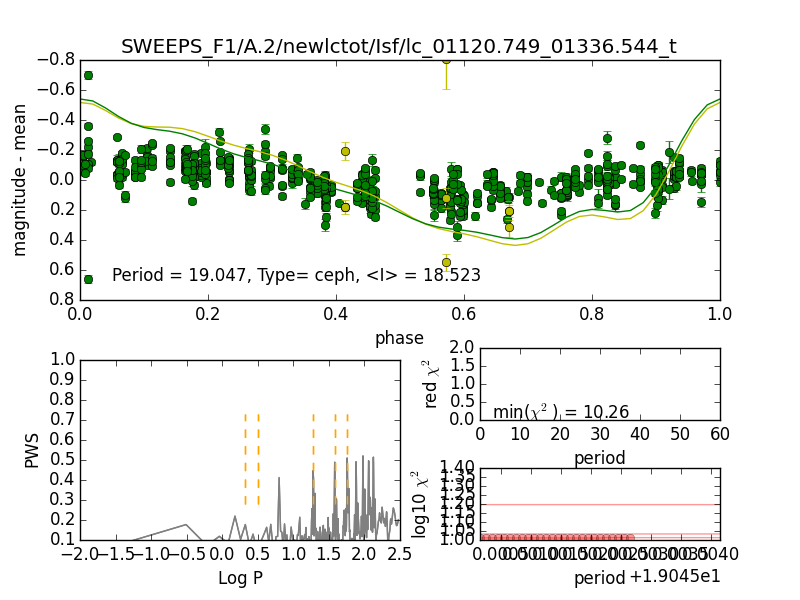 SWEEPS_F1/A.2/newlctot/Isf/lc_01120.749_01336.544_t
−0.8
−0.6
−0.4
−0.2
0.0
0.2
0.4
0.6
0.8
magnitude - mean
Period = 19.047, Type= ceph, <I> = 18.523
0.0 0.2 0.4 0.6 0.8 1.0
phase
1.0
0.9
0.8
0.7
0.6
0.5
0.4
0.3
0.2
0.1
PWS
−2.0 −1.5 −1.0 −0.5 0.0 0.5 1.0 1.5 2.0 2.5
Log P
2.0
1.5
1.0
0.5
0.0
red χ²
min(χ² ) = 10.26
0 10 20 30 40 50 60
period
1.40
1.35
1.30
1.25
1.20
1.15
1.10
1.05
1.00
log10 χ²
period
+1.9045e1